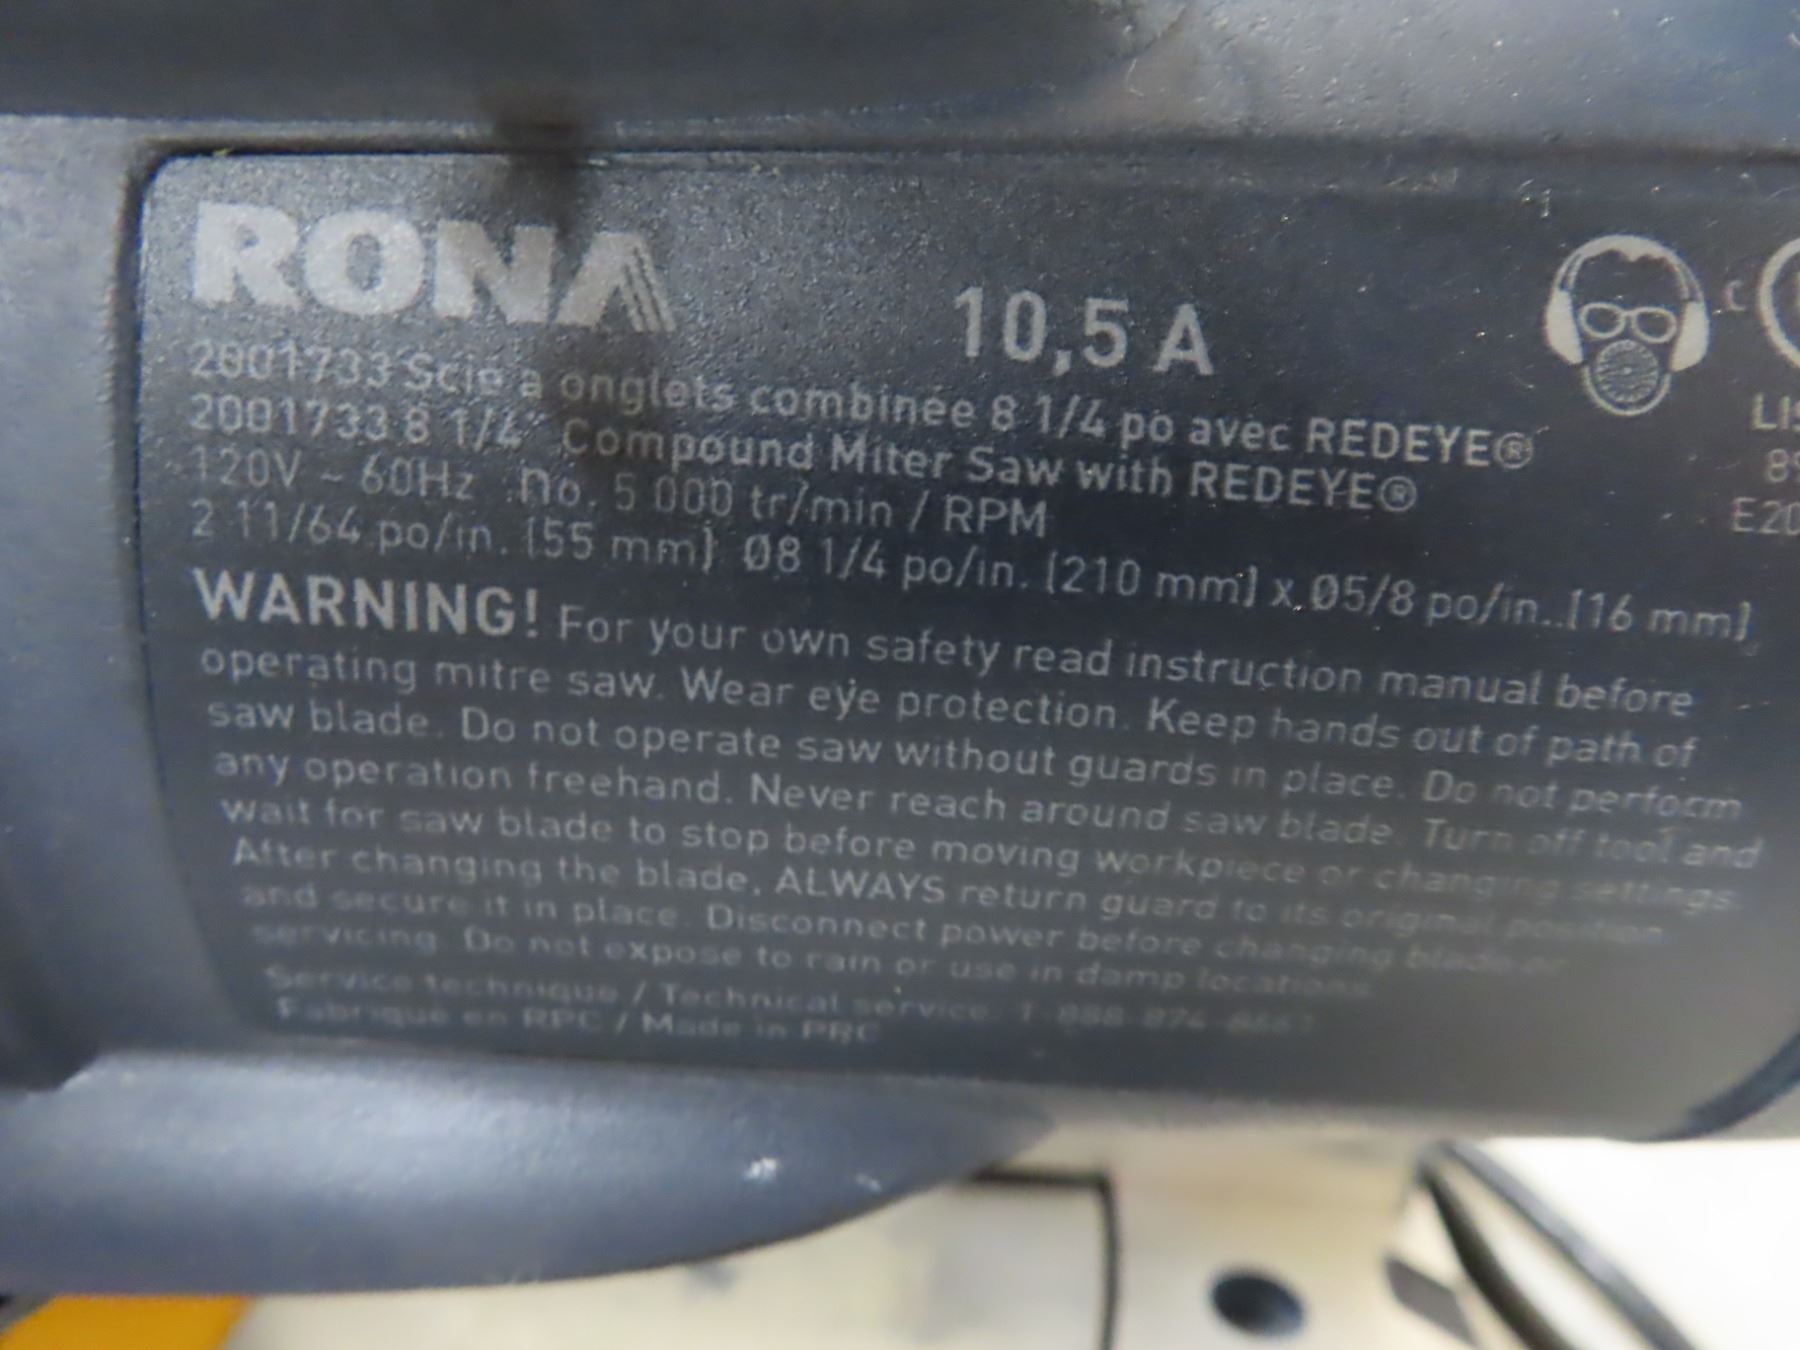 RONA
10,5 A
2001733 Scie à onglets combinée 8 1/4 po avec REDEYE®
2001733 8 1/4" Compound Miter Saw with REDEYE®
120V ~ 60Hz no. 5 000 tr/min / RPM
2 11/64 po/in. (55 mm) Ø8 1/4 po/in. (210 mm) x Ø5/8 po/in. (16 mm)
WARNING! For your own safety read instruction manual before
operating mitre saw. Wear eye protection. Keep hands out of path of
saw blade. Do not operate saw without guards in place. Do not perform
any operation freehand. Never reach around saw blade. Turn off tool and
wait for saw blade to stop before moving workpiece or changing settings.
After changing the blade, ALWAYS return guard to its original position
and secure it in place. Disconnect power before changing blade or
servicing. Do not expose to rain or use in damp locations.
Service technique / Technical service:
Fabriqué en RPC / Made in PRC
C